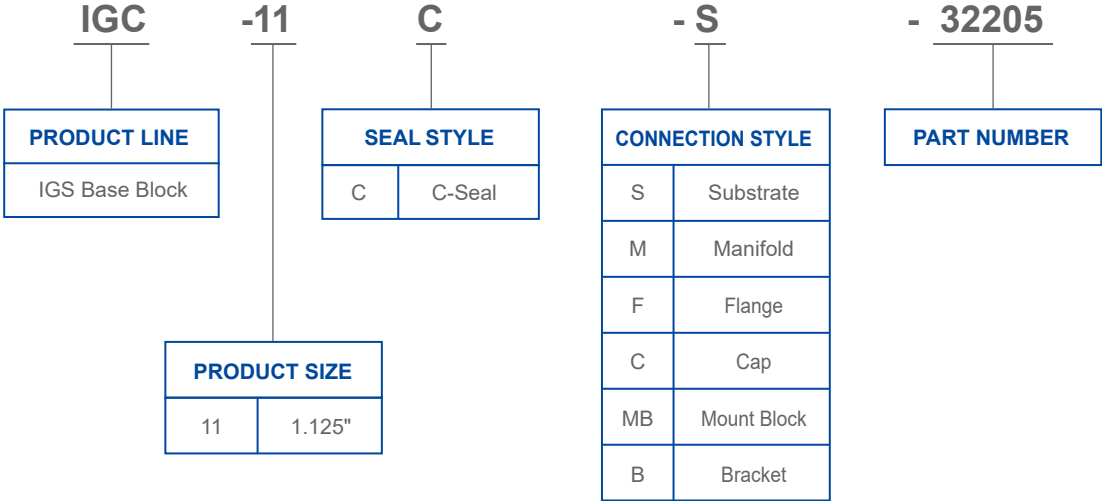 IGC -11 C - S - 32205
PRODUCT LINE
IGS Base Block
PRODUCT SIZE
11 1.125"
SEAL STYLE
C C-Seal
CONNECTION STYLE
S Substrate
M Manifold
F Flange
C Cap
MB Mount Block
B Bracket
PART NUMBER